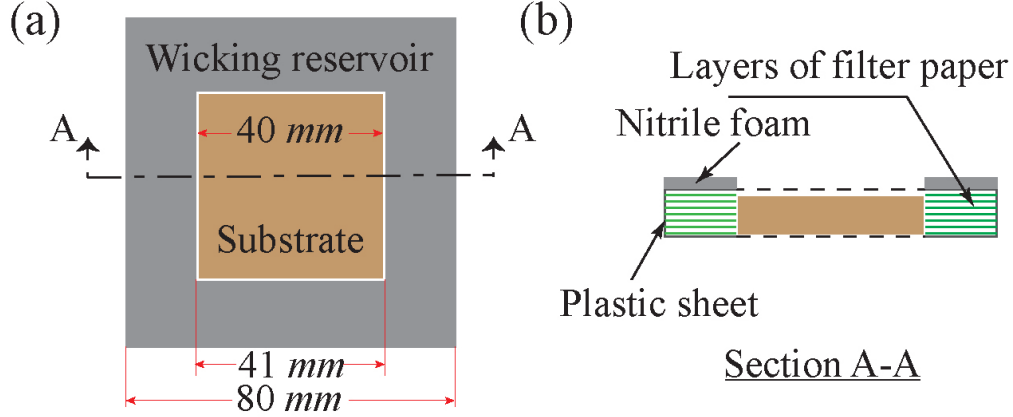 (a)
Wicking reservoir
A
A
40 mm
Substrate
41 mm
80 mm
(b)
Layers of filter paper
Nitrile foam
Plastic sheet
Section A-A